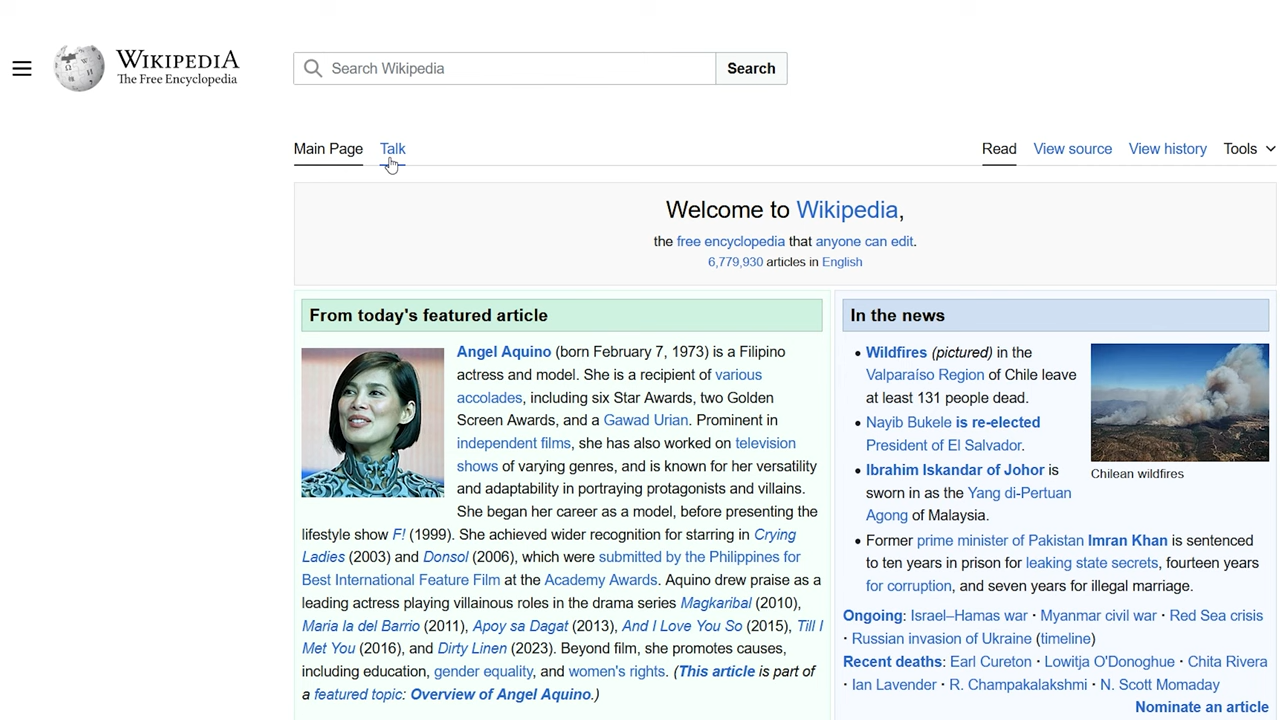 WIKIPEDIA
The Free Encyclopedia
Search Wikipedia
Search
Main Page
Talk
Read
View source
View history
Tools
Welcome to Wikipedia,
the free encyclopedia that anyone can edit.
6,779,930 articles in English
From today's featured article
Angel Aquino (born February 7, 1973) is a Filipino
actress and model. She is a recipient of various
accolades, including six Star Awards, two Golden
Screen Awards, and a Gawad Urian. Prominent in
independent films, she has also worked on television
shows of varying genres, and is known for her versatility
and adaptability in portraying protagonists and villains.
She began her career as a model, before presenting the
lifestyle show F! (1999). She achieved wider recognition for starring in Crying
Ladies (2003) and Donsol (2006), which were submitted by the Philippines for
Best International Feature Film at the Academy Awards. Aquino drew praise as a
leading actress playing villainous roles in the drama series Magkaribal (2010),
Maria la del Barrio (2011), Apoy sa Dagat (2013), And I Love You So (2015), Till I
Met You (2016), and Dirty Linen (2023). Beyond film, she promotes causes,
including education, gender equality, and women's rights. (This article is part of
a featured topic: Overview of Angel Aquino.)
In the news
• Wildfires (pictured) in the
Valparaíso Region of Chile leave
at least 131 people dead.
• Nayib Bukele is re-elected
President of El Salvador.
• Ibrahim Iskandar of Johor is
sworn in as the Yang di-Pertuan
Agong of Malaysia.
Chilean wildfires
• Former prime minister of Pakistan Imran Khan is sentenced
to ten years in prison for leaking state secrets, fourteen years
for corruption, and seven years for illegal marriage.
Ongoing: Israel–Hamas war · Myanmar civil war · Red Sea crisis
· Russian invasion of Ukraine (timeline)
Recent deaths: Earl Cureton · Lowitja O'Donoghue · Chita Rivera
· Ian Lavender · R. Champakalakshmi · N. Scott Momaday
Nominate an article